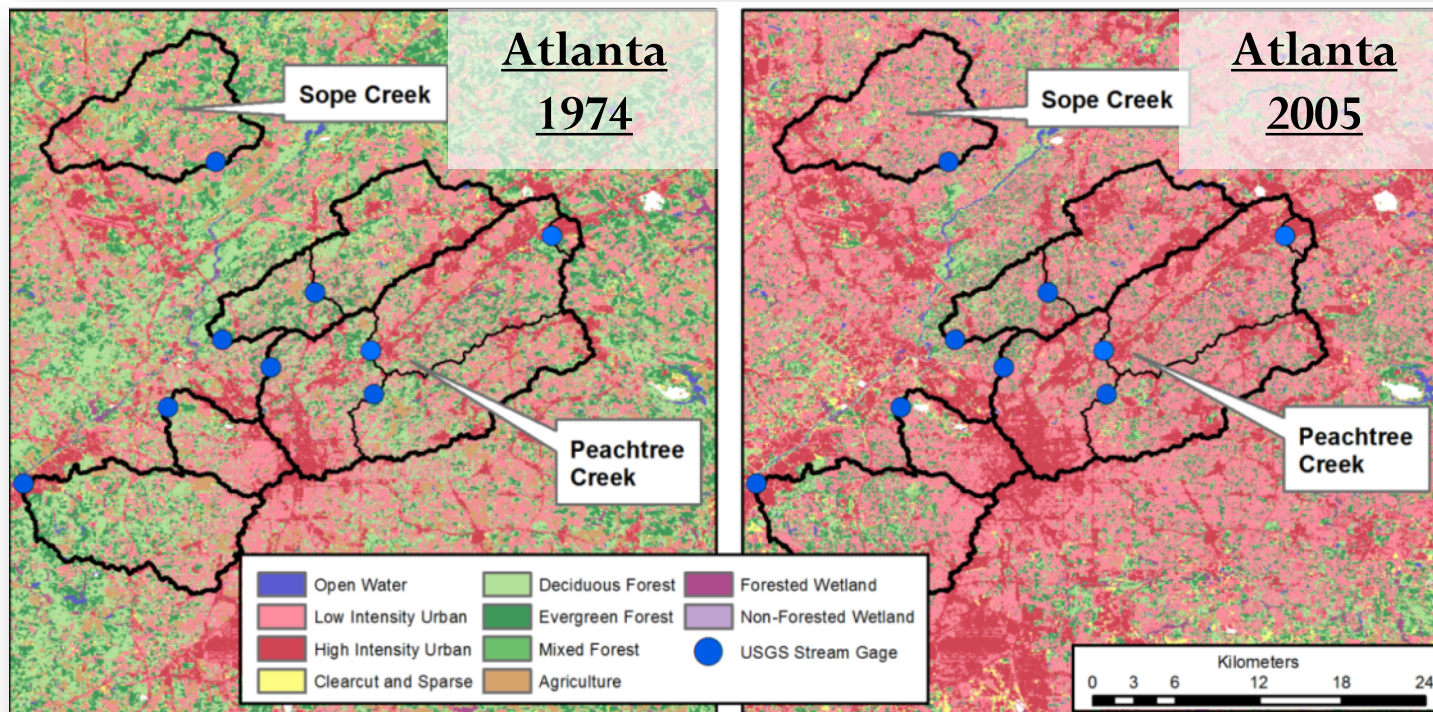 Atlanta
1974
Sope Creek
Peachtree
Creek
Atlanta
2005
Sope Creek
Peachtree
Creek
Open Water
Low Intensity Urban
High Intensity Urban
Clearcut and Sparse
Deciduous Forest
Evergreen Forest
Mixed Forest
Agriculture
Forested Wetland
Non-Forested Wetland
USGS Stream Gage
Kilometers
0 3 6 12 18 24